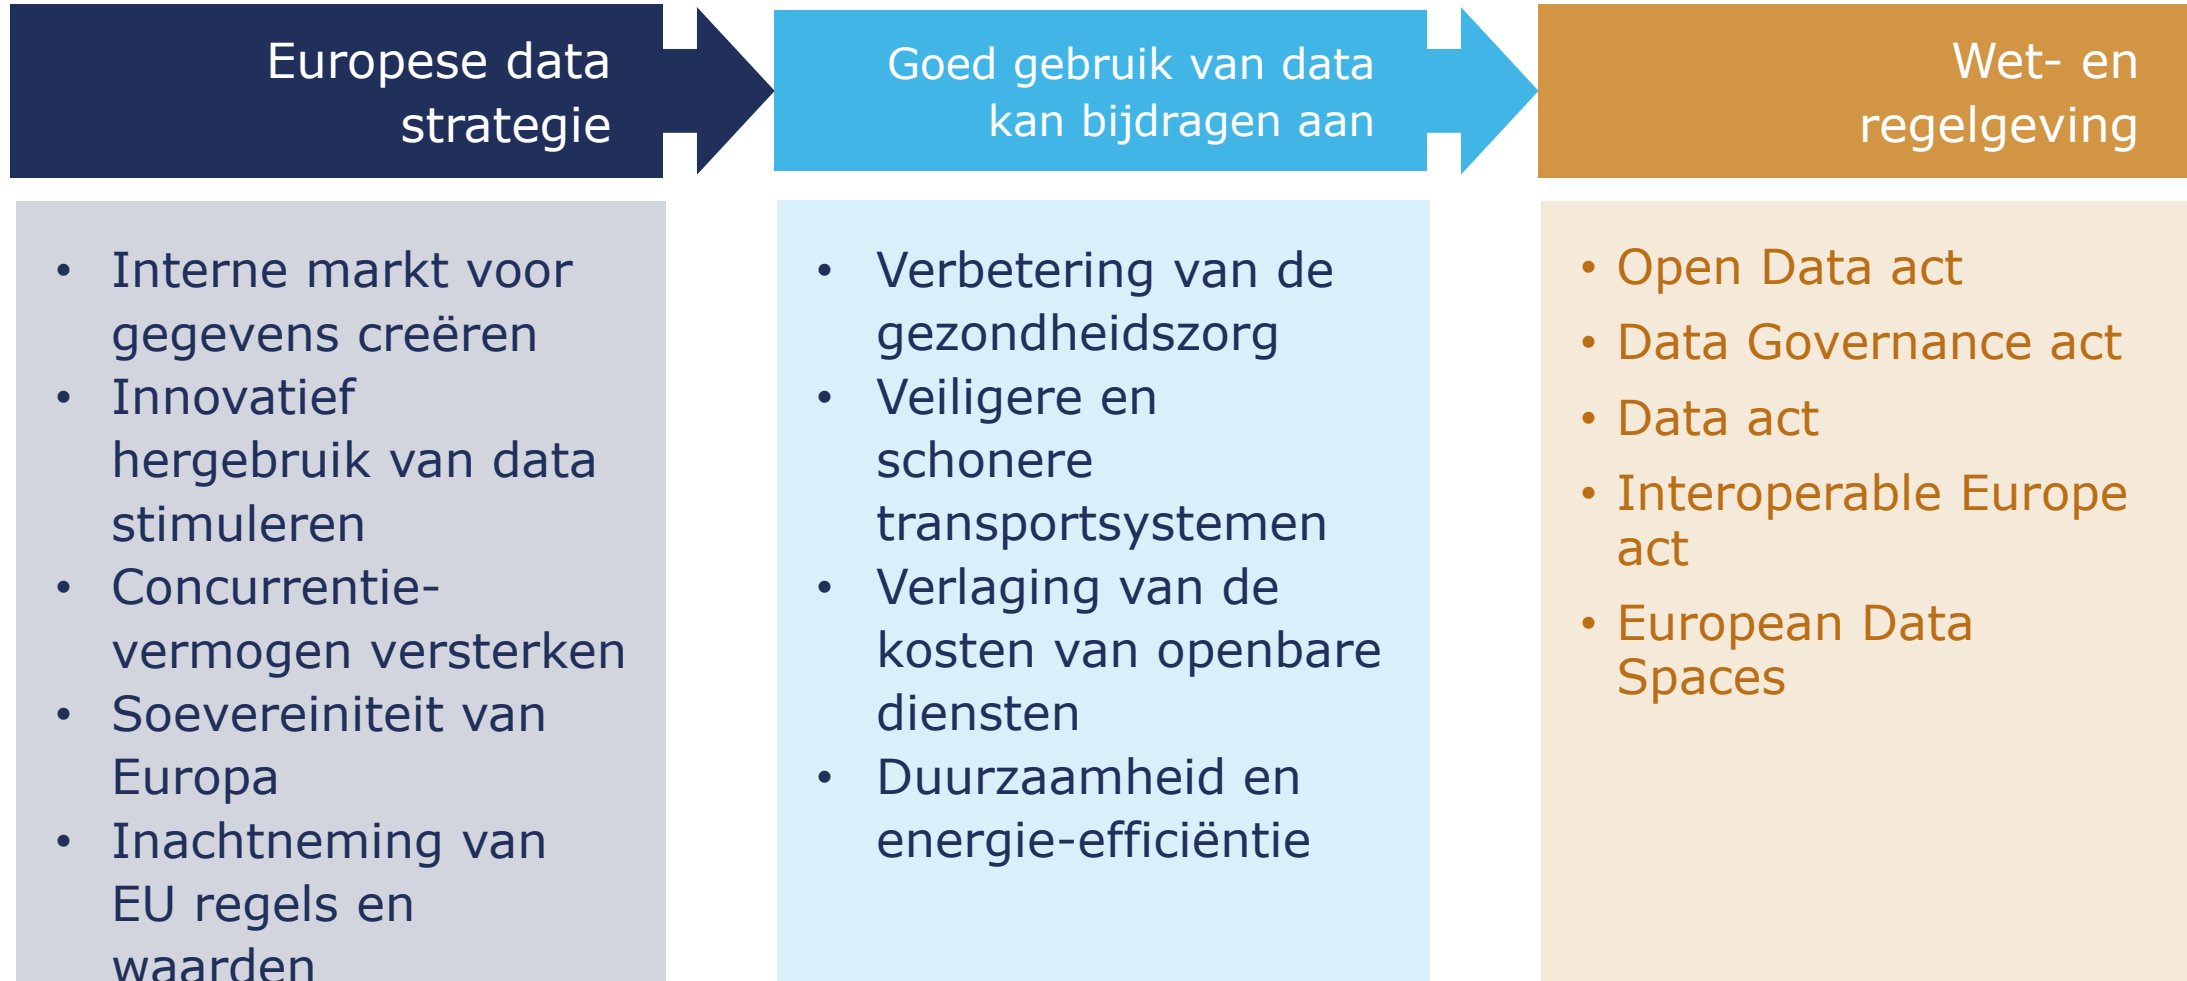 Europese data
strategie
Goed gebruik van data
kan bijdragen aan
Wet- en
regelgeving
• Interne markt voor
gegevens creëren
• Innovatief
hergebruik van data
stimuleren
• Concurrentie-
vermogen versterken
• Soevereiniteit van
Europa
• Inachtneming van
EU regels en
waarden
• Verbetering van de
gezondheidszorg
• Veiligere en
schonere
transportsystemen
• Verlaging van de
kosten van openbare
diensten
• Duurzaamheid en
energie-efficiëntie
• Open Data act
• Data Governance act
• Data act
• Interoperable Europe
act
• European Data
Spaces